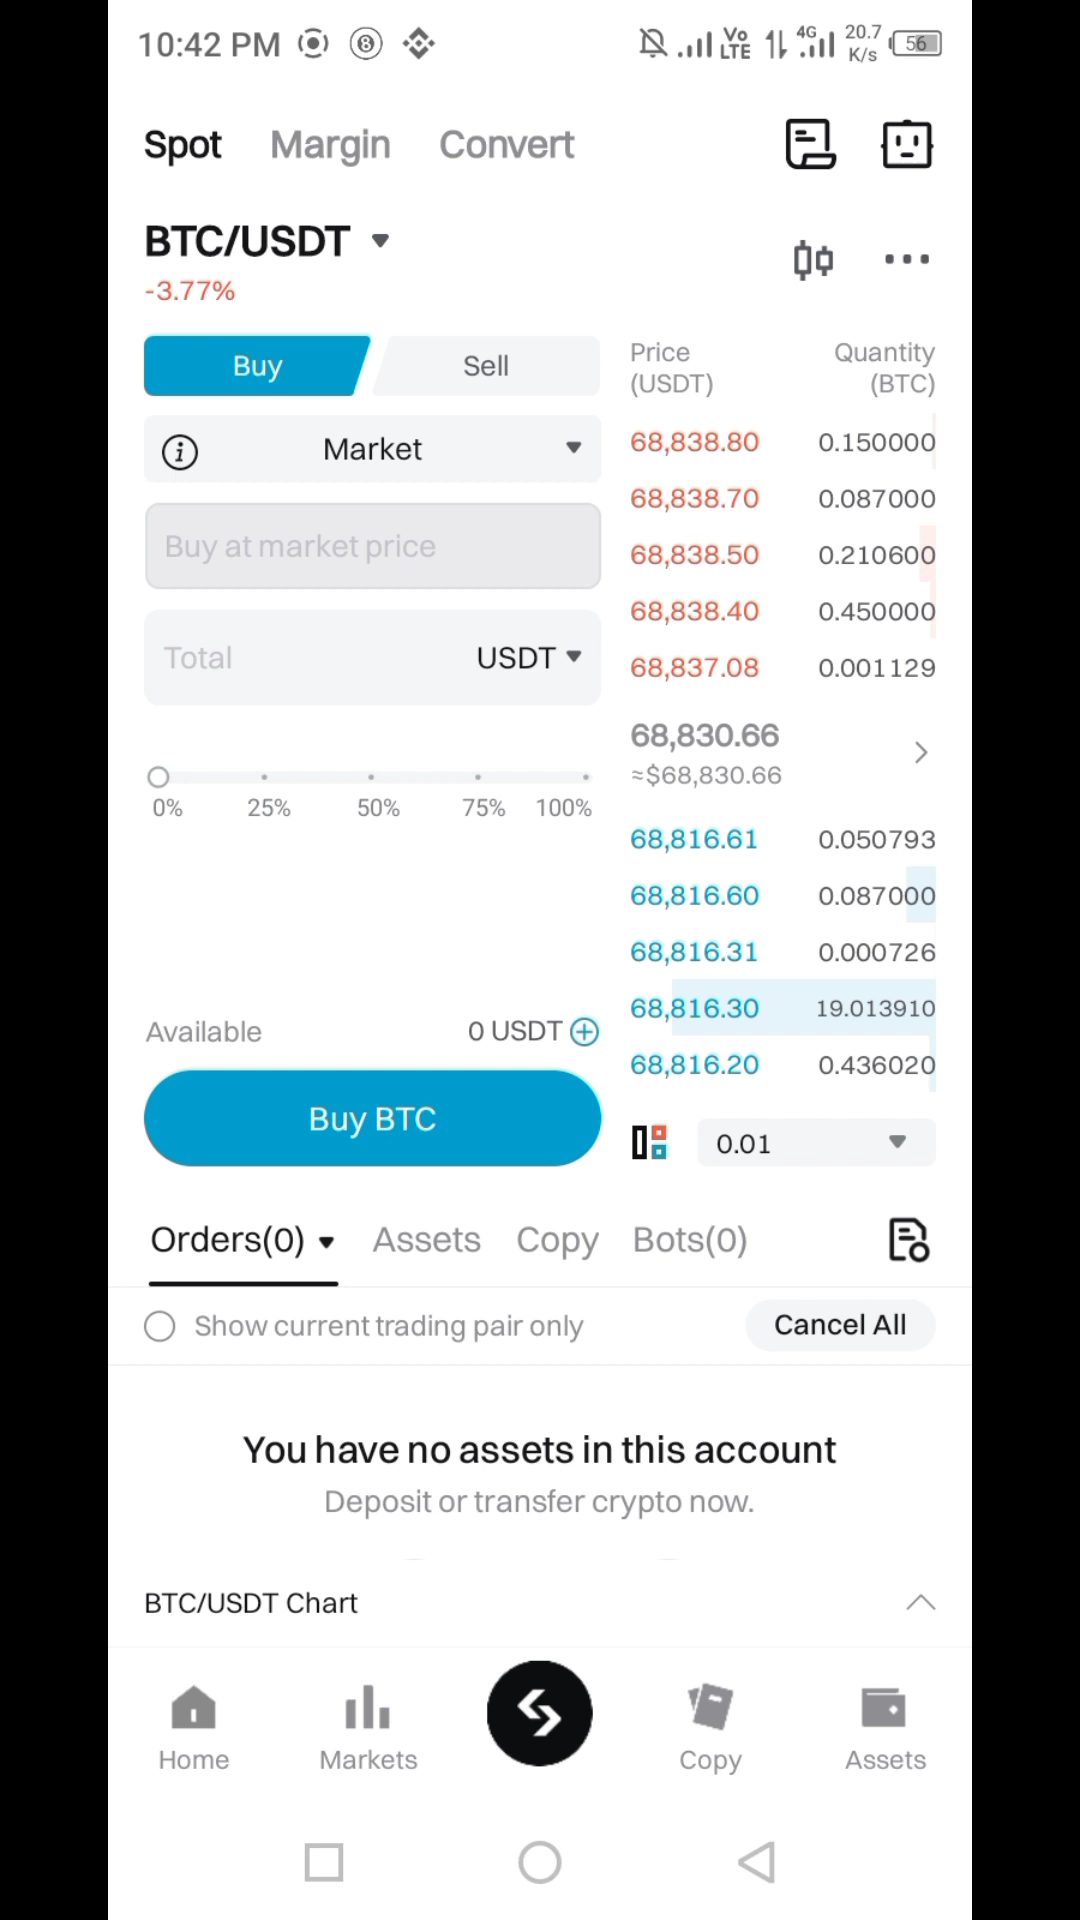 10:42 PM
Vo LTE 4G 20.7 K/s 56
Spot Margin Convert
BTC/USDT
-3.77%
Buy Sell
Price (USDT) Quantity (BTC)
Market
Buy at market price
Total USDT
0% 25% 50% 75% 100%
Available 0 USDT
Buy BTC
68,838.80 0.150000
68,838.70 0.087000
68,838.50 0.210600
68,838.40 0.450000
68,837.08 0.001129
68,830.66
≈$68,830.66
68,816.61 0.050793
68,816.60 0.087000
68,816.31 0.000726
68,816.30 19.013910
68,816.20 0.436020
0.01
Orders(0) Assets Copy Bots(0)
Show current trading pair only Cancel All
You have no assets in this account
Deposit or transfer crypto now.
BTC/USDT Chart
Home Markets Copy Assets